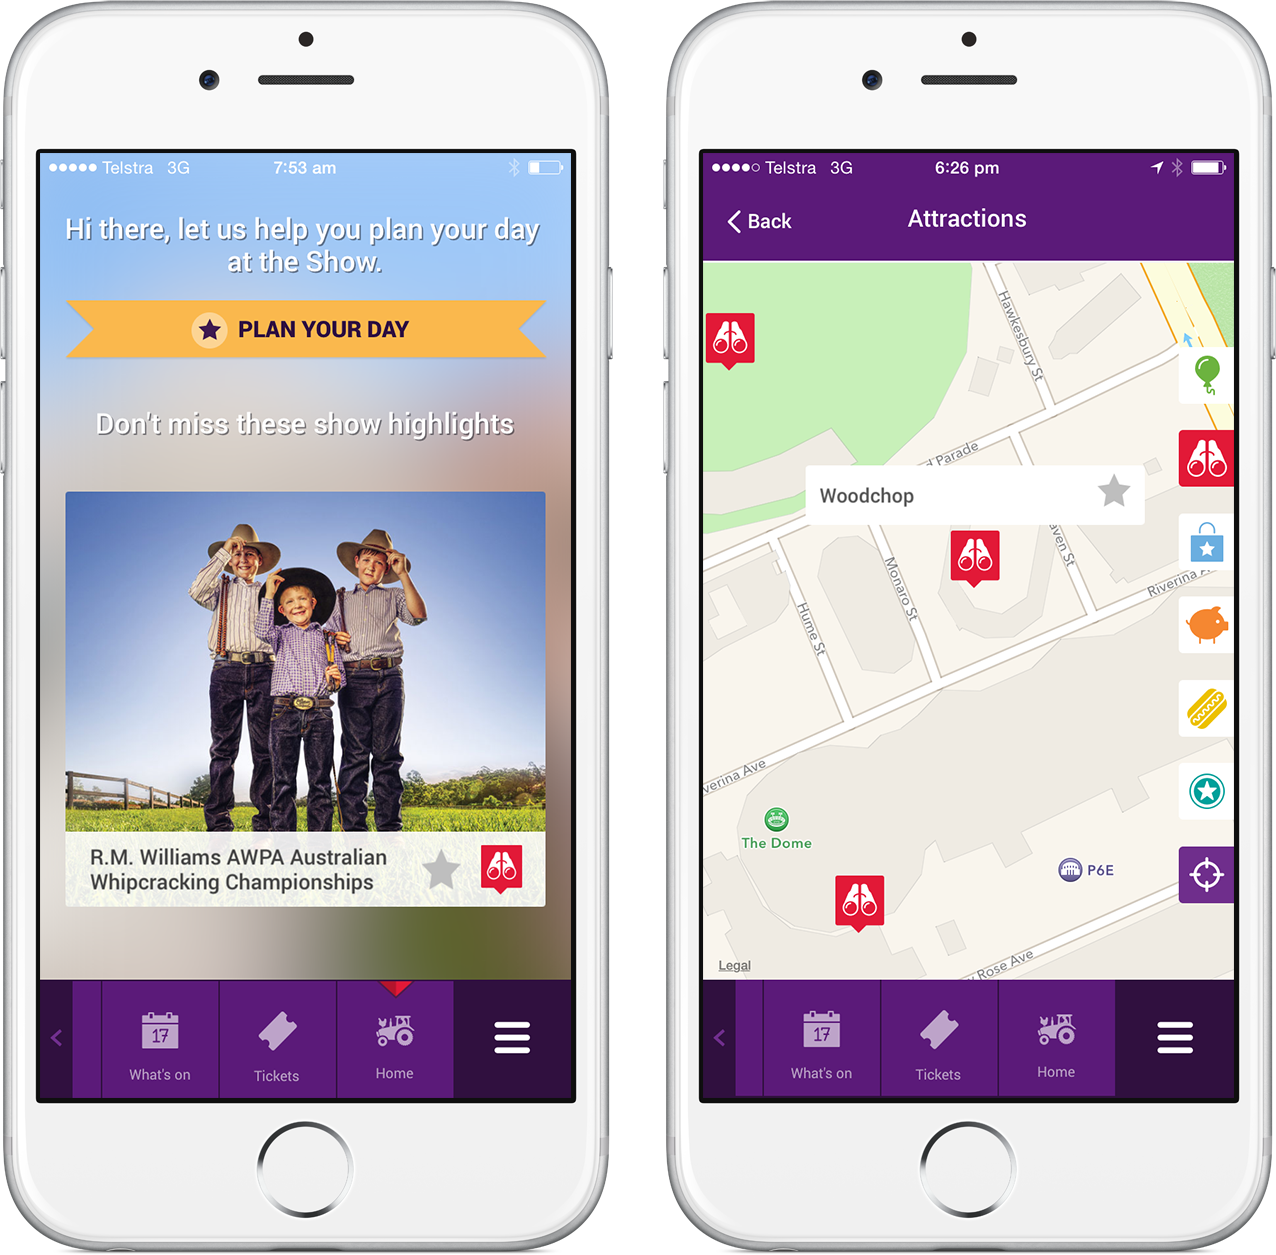 Telstra 3G 7:53 am
Hi there, let us help you plan your day
at the Show.
PLAN YOUR DAY
Don't miss these show highlights
R.M. Williams AWPA Australian
Whipcracking Championships
17
What's on
Tickets
Home
Telstra 3G 6:26 pm
Back
Attractions
Hawkesbury St
d Parade
Woodchop
aven St
Monaro St
Riverina A
Hume St
verina Ave
The Dome
P6E
y Rose Ave
Legal
17
What's on
Tickets
Home